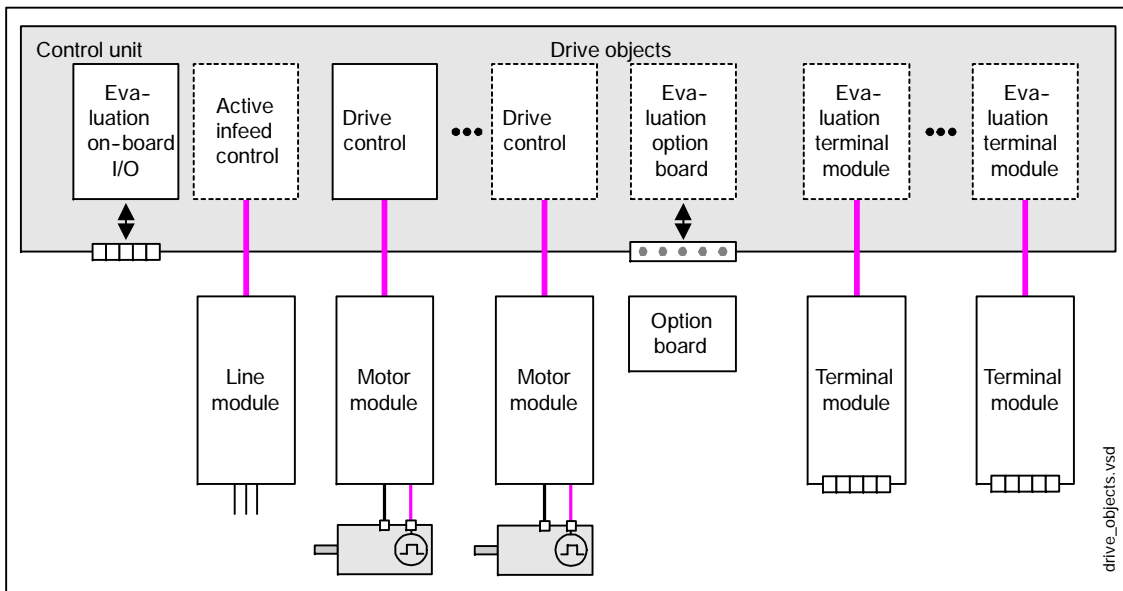 Control unit
Drive objects
Eva-
luation
on-board
I/O
Active
infeed
control
Drive
control
Drive
control
Eva-
luation
option
board
Eva-
luation
terminal
module
Eva-
luation
terminal
module
Line
module
Motor
module
Motor
module
Option
board
Terminal
module
Terminal
module
drive_objects.vsd